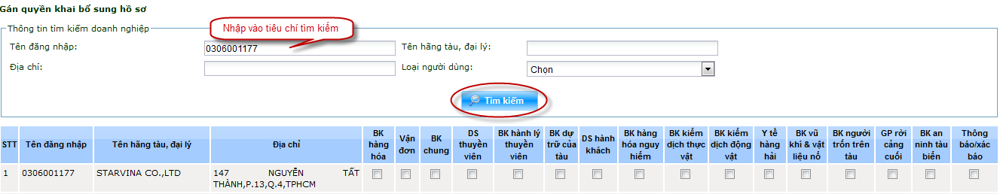 Gán quyền khai bổ sung hồ sơ
Thông tin tìm kiếm doanh nghiệp
Nhập vào tiêu chí tìm kiếm
Tên đăng nhập:
0306001177
Tên hãng tàu, đại lý:
Địa chỉ:
Loại người dùng:
Chọn
Tìm kiếm
STT
Tên đăng nhập
Tên hãng tàu, đại lý
Địa chỉ
BK
hàng
hóa
Vận
đơn
BK
chung
DS
thuyền
viên
BK hành lý
thuyền
viên
BK dự
trữ của
tàu
DS hành
khách
BK hàng
hóa nguy
hiểm
BK kiểm
dịch thực
vật
BK kiểm
dịch động
vật
Y tế
hàng
hải
BK vũ
khí & vật
liệu nổ
BK người
trốn trên
tàu
GP rời
cảng
cuối
BK an
ninh tàu
biển
Thông
báo/xác
báo
1
0306001177
STARVINA CO.,LTD
147 NGUYỄN TẤT
THÀNH,P.13,Q.4,TPHCM